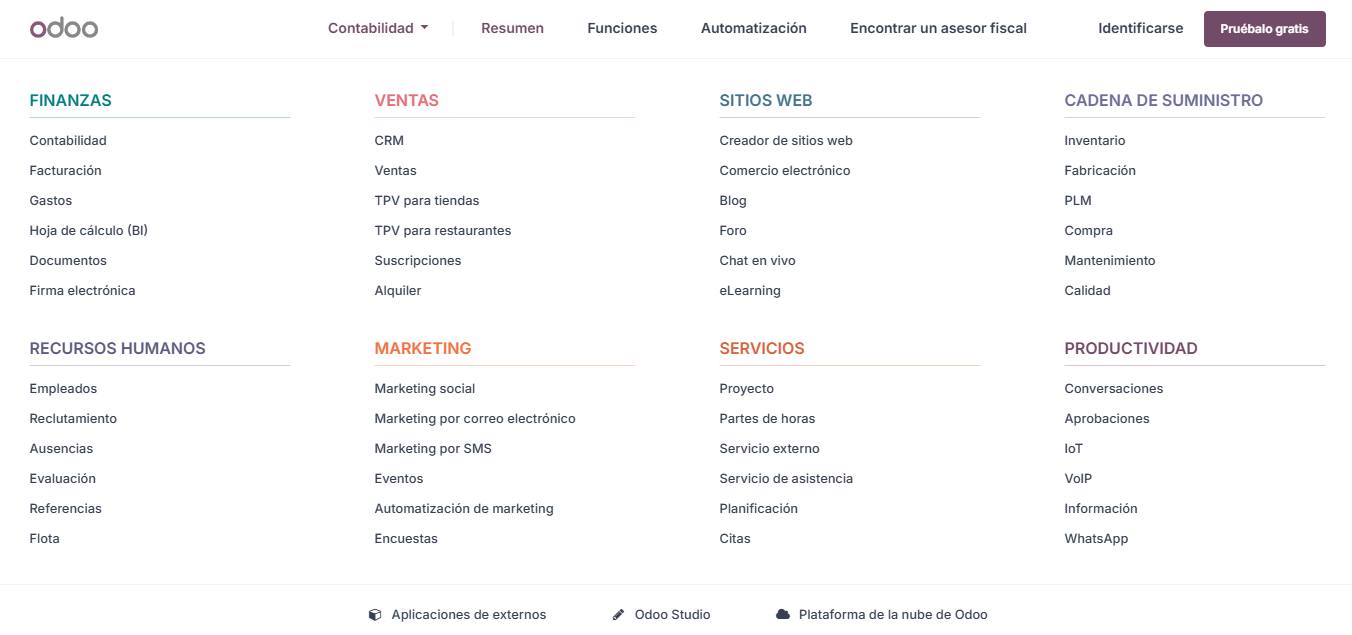 odoo
Contabilidad
Resumen
Funciones
Automatización
Encontrar un asesor fiscal
Identificarse
Pruébalo gratis
FINANZAS
Contabilidad
Facturación
Gastos
Hoja de cálculo (BI)
Documentos
Firma electrónica
VENTAS
CRM
Ventas
TPV para tiendas
TPV para restaurantes
Suscripciones
Alquiler
SITIOS WEB
Creador de sitios web
Comercio electrónico
Blog
Foro
Chat en vivo
eLearning
CADENA DE SUMINISTRO
Inventario
Fabricación
PLM
Compra
Mantenimiento
Calidad
RECURSOS HUMANOS
Empleados
Reclutamiento
Ausencias
Evaluación
Referencias
Flota
MARKETING
Marketing social
Marketing por correo electrónico
Marketing por SMS
Eventos
Automatización de marketing
Encuestas
SERVICIOS
Proyecto
Partes de horas
Servicio externo
Servicio de asistencia
Planificación
Citas
PRODUCTIVIDAD
Conversaciones
Aprobaciones
IoT
VoIP
Información
WhatsApp
Aplicaciones de externos
Odoo Studio
Plataforma de la nube de Odoo